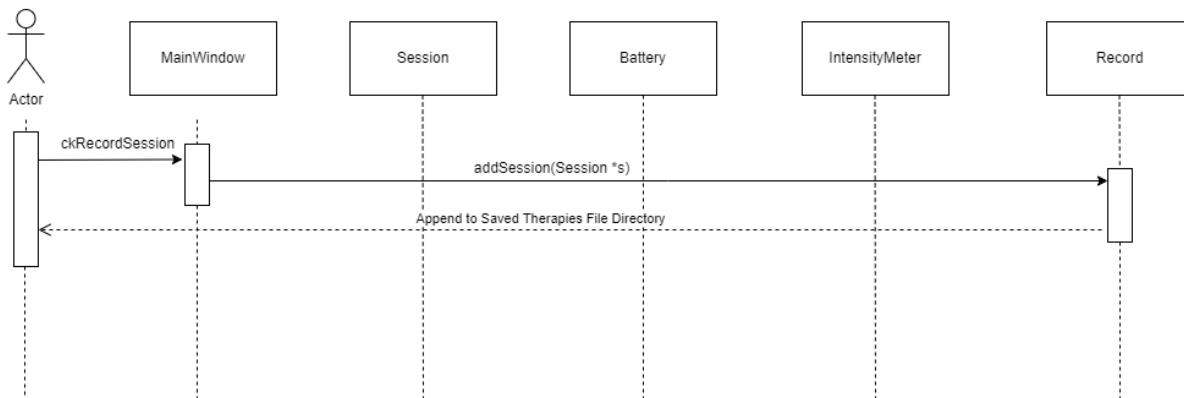 MainWindow
Session
Battery
IntensityMeter
Record
Actor
ckRecordSession
addSession(Session *s)
Append to Saved Therapies File Directory